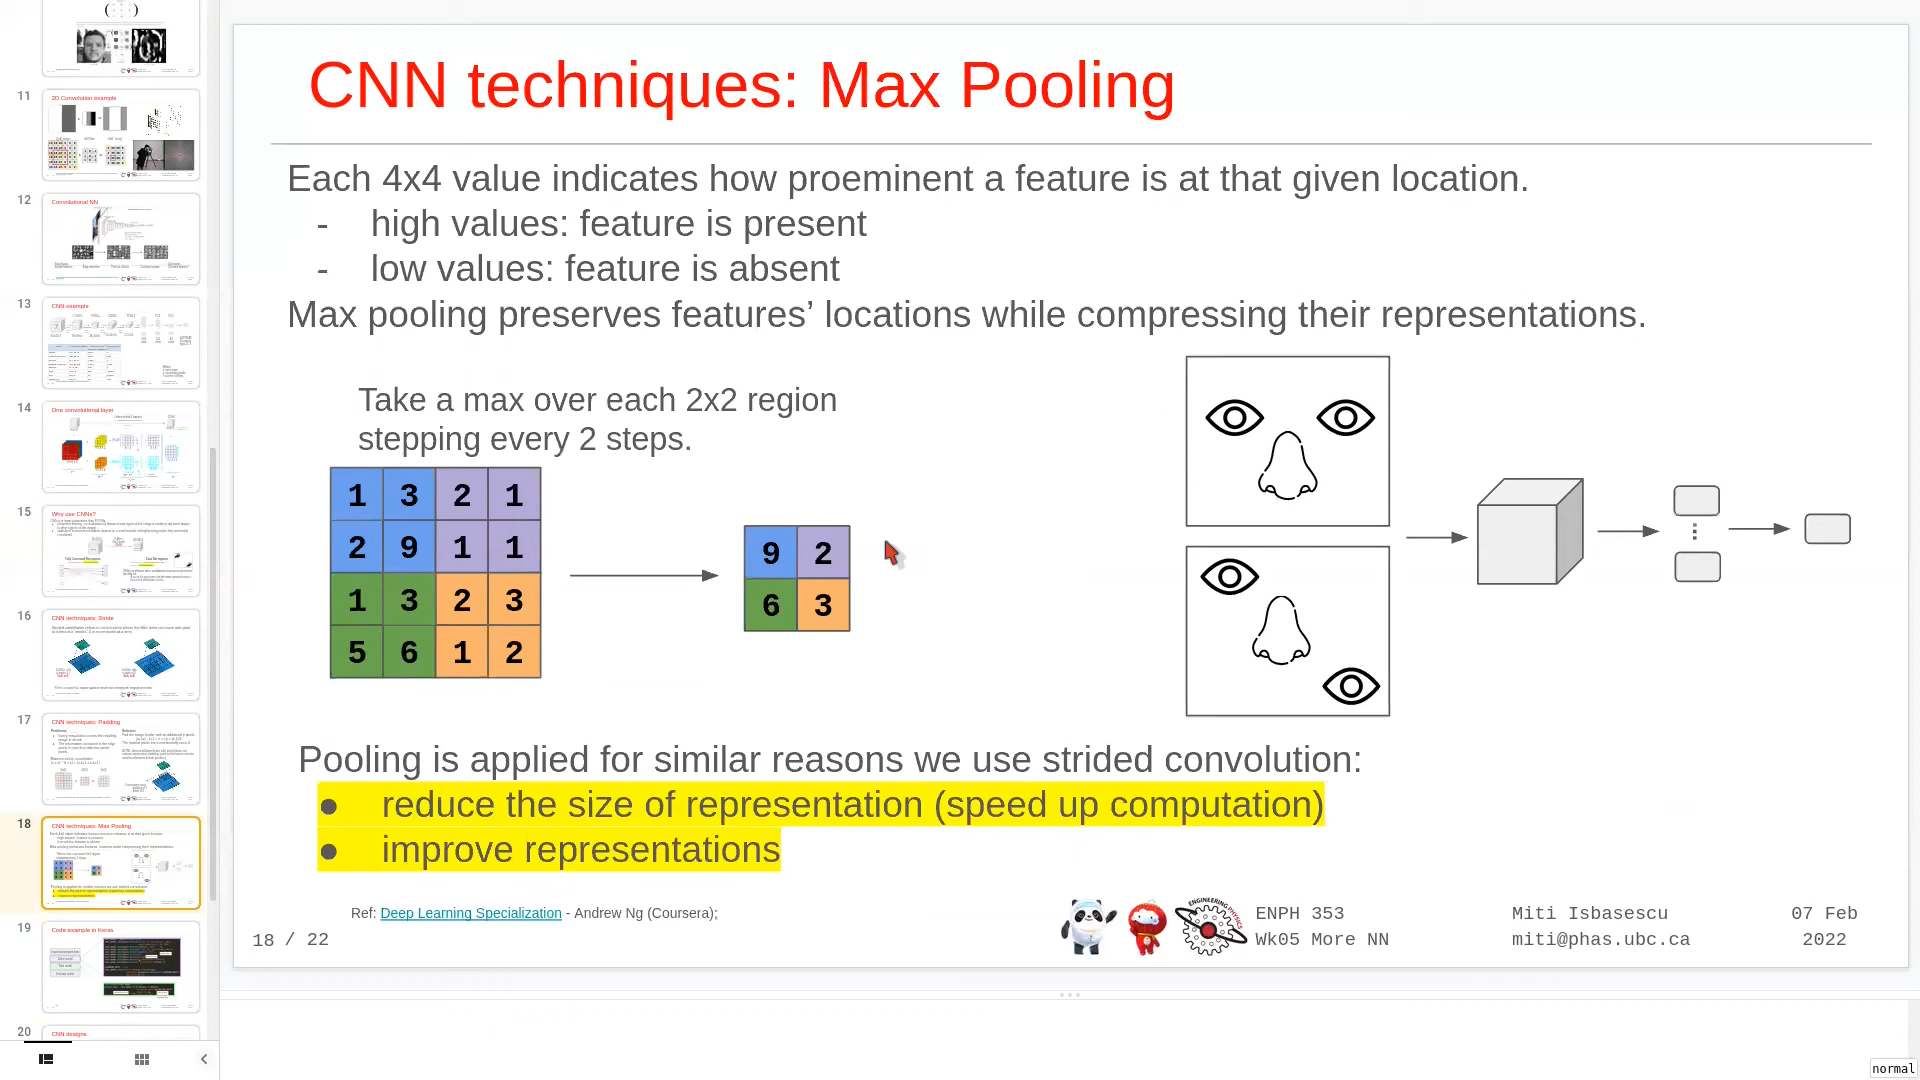 11
2D Convolution example
12
Convolutional NN
13
CNN example
14
One convolutional layer
15
Why use CNNs?
16
CNN techniques: Stride
17
CNN techniques: Padding
18
CNN techniques: Max Pooling
19
Code example in Keras
20
CNN designs
CNN techniques: Max Pooling
Each 4x4 value indicates how proeminent a feature is at that given location.
- high values: feature is present
- low values: feature is absent
Max pooling preserves features’ locations while compressing their representations.
Take a max over each 2x2 region
stepping every 2 steps.
1 3 2 1
2 9 1 1
1 3 2 3
5 6 1 2
9 2
6 3
Pooling is applied for similar reasons we use strided convolution:
● reduce the size of representation (speed up computation)
● improve representations
Ref: Deep Learning Specialization - Andrew Ng (Coursera);
18 / 22
ENGINEERING PHYSICS
ENPH 353 Miti Isbasescu 07 Feb
Wk05 More NN miti@phas.ubc.ca 2022
normal